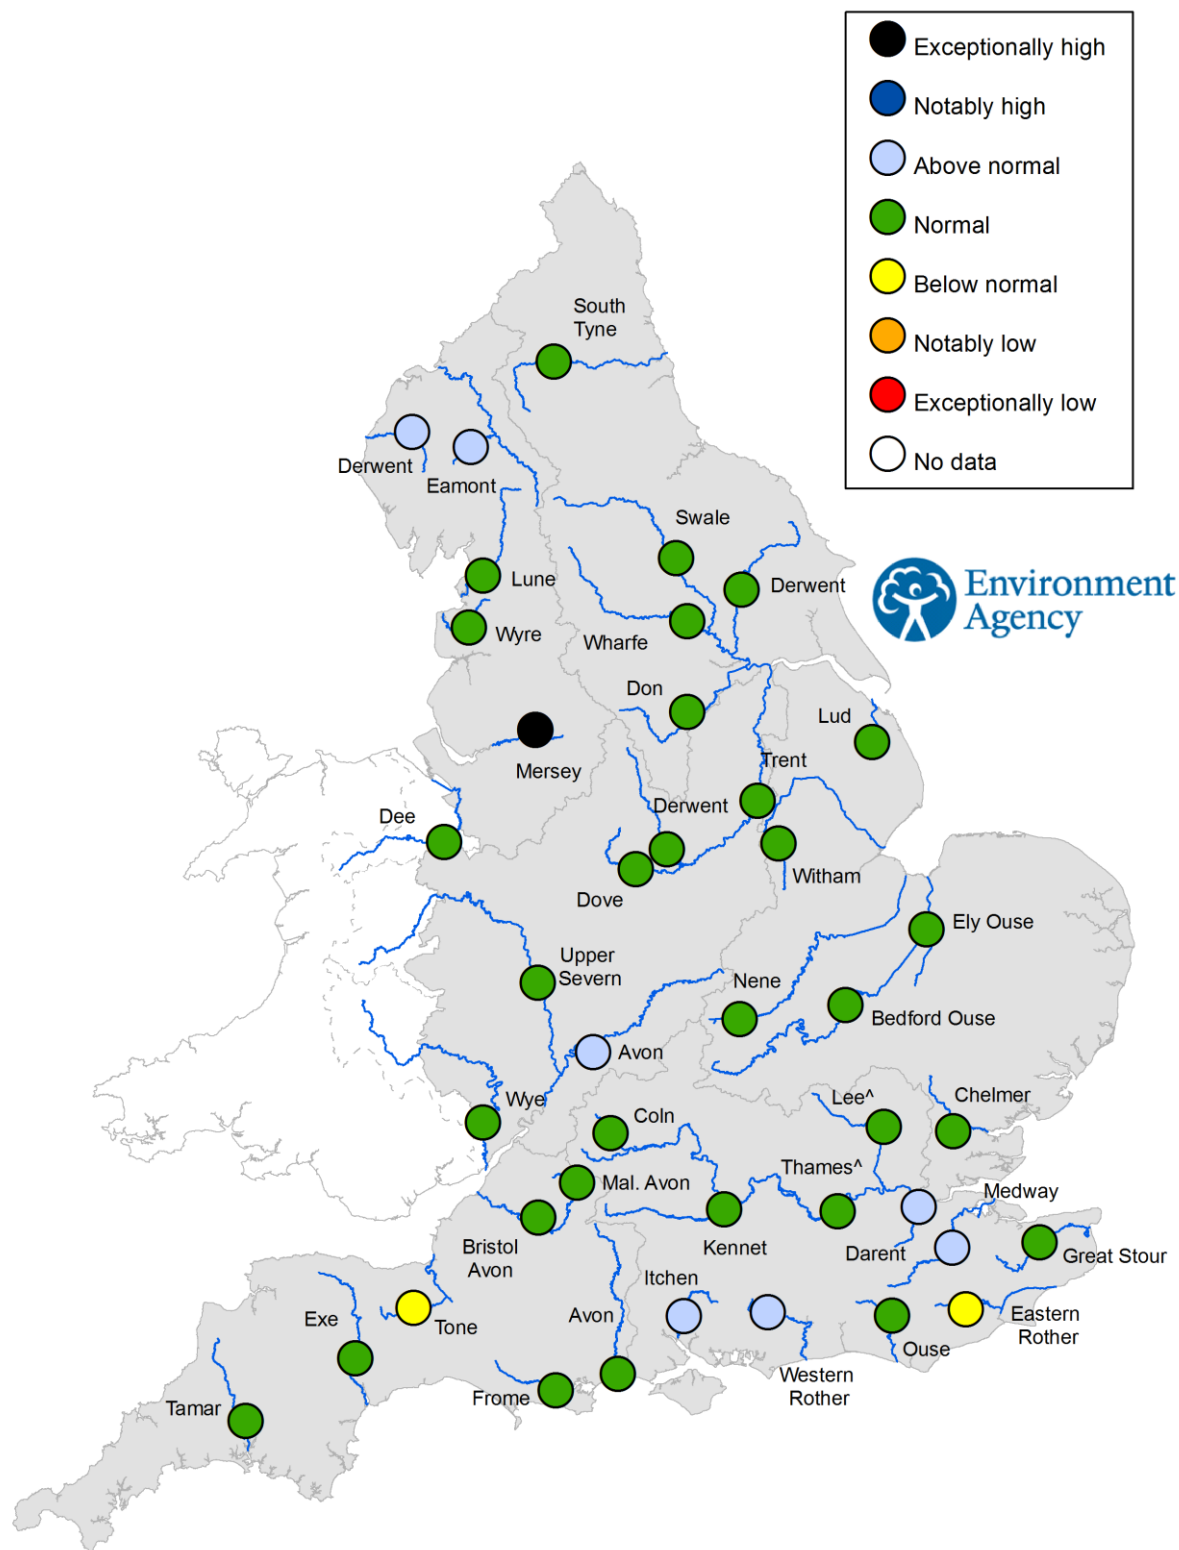 Exceptionally high
Notably high
Above normal
Normal
Below normal
Notably low
Exceptionally low
No data
Environment
Agency
South
Tyne
Derwent
Eamont
Swale
Lune
Derwent
Wyre
Wharfe
Don
Lud
Mersey
Trent
Dee
Derwent
Witham
Dove
Ely Ouse
Upper
Severn
Nene
Bedford Ouse
Avon
Wye
Coln
Lee^
Chelmer
Thames^
Mal. Avon
Medway
Bristol
Avon
Kennet
Darent
Great Stour
Itchen
Exe
Tone
Avon
Ouse
Eastern
Rother
Western
Rother
Frome
Tamar